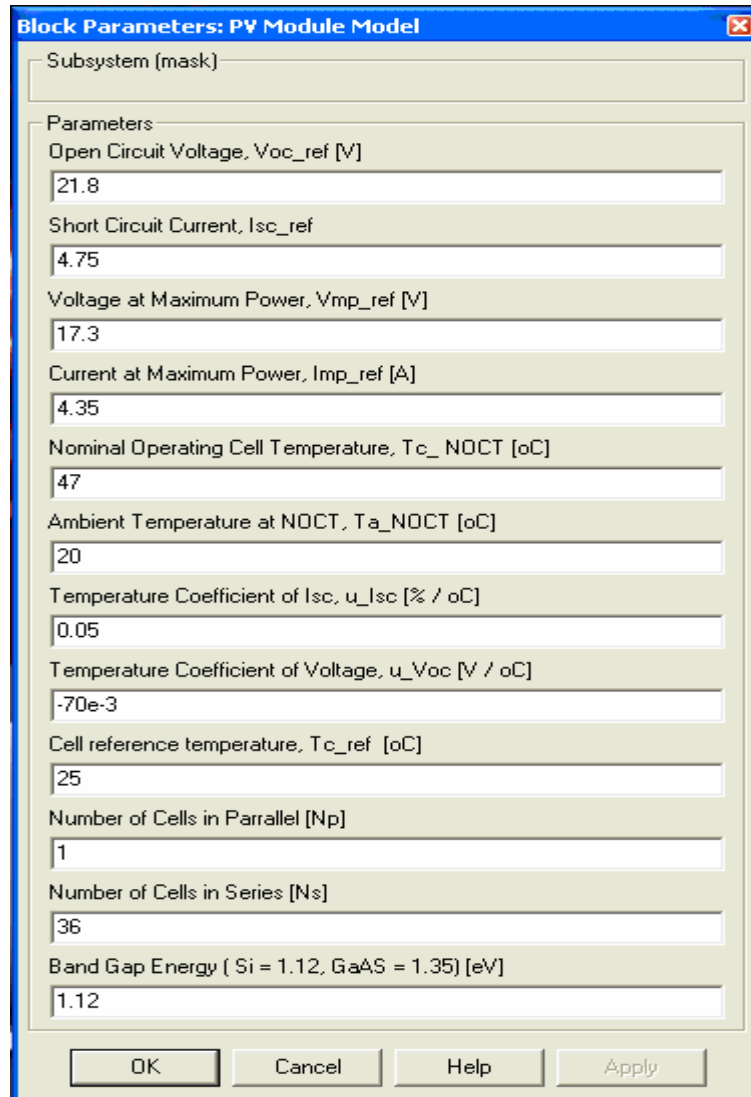 Block Parameters: PV Module Model
Subsystem (mask)
Parameters
Open Circuit Voltage, Voc_ref [V]
21.8
Short Circuit Current, Isc_ref
4.75
Voltage at Maximum Power, Vmp_ref [V]
17.3
Current at Maximum Power, Imp_ref [A]
4.35
Nominal Operating Cell Temperature, Tc_ NOCT [oC]
47
Ambient Temperature at NOCT, Ta_NOCT [oC]
20
Temperature Coefficient of Isc, u_Isc [% / oC]
0.05
Temperature Coefficient of Voltage, u_Voc [V / oC]
-70e-3
Cell reference temperature, Tc_ref [oC]
25
Number of Cells in Parrallel [Np]
1
Number of Cells in Series [Ns]
36
Band Gap Energy ( Si = 1.12, GaAS = 1.35) [eV]
1.12
OK Cancel Help Apply